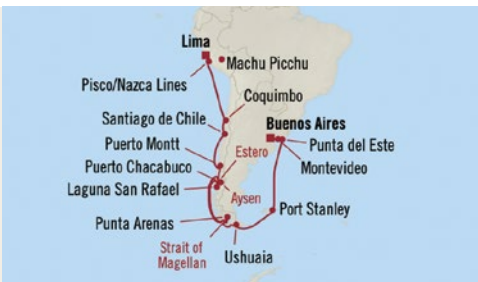 Lima
Machu Picchu
Pisco/Nazca Lines
Coquimbo
Santiago de Chile
Buenos Aires
Puerto Montt
Estero
Punta del Este
Puerto Chacabuco
Montevideo
Laguna San Rafael
Aysen
Punta Arenas
Port Stanley
Strait of
Magellan
Ushuaia